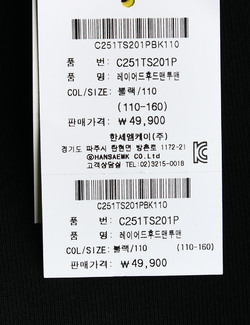 C251TS201PBK110
품 번: C251TS201P
품 명: 레이어드후드맨투맨
COL/SIZE: 블랙/110
(110-160)
판매가격: ₩ 49,900
한세엠케이(주)
경기도 파주시 탄현면 방촌로 1172-21
ⓒHANSAEMK CO.Ltd
고객상담실 TEL:02)3215-0018
C251TS201PBK110
품 번: C251TS201P
품 명: 레이어드후드맨투맨
COL/SIZE: 블랙/110 (110-160)
판매가격: ₩ 49,900